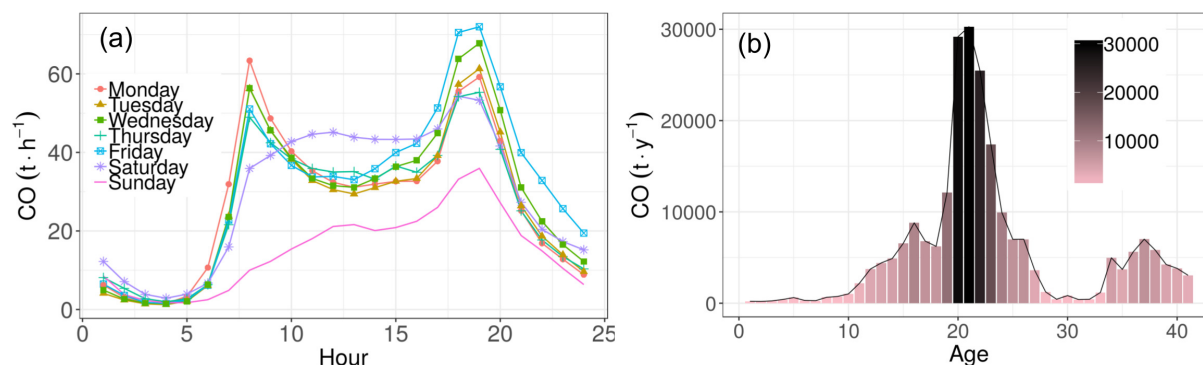 (a)
CO (t · h⁻¹)
60
40
20
0
Monday
Tuesday
Wednesday
Thursday
Friday
Saturday
Sunday
0 5 10 15 20 25
Hour
(b)
CO (t · y⁻¹)
30000
20000
10000
0
30000
20000
10000
0 10 20 30 40
Age